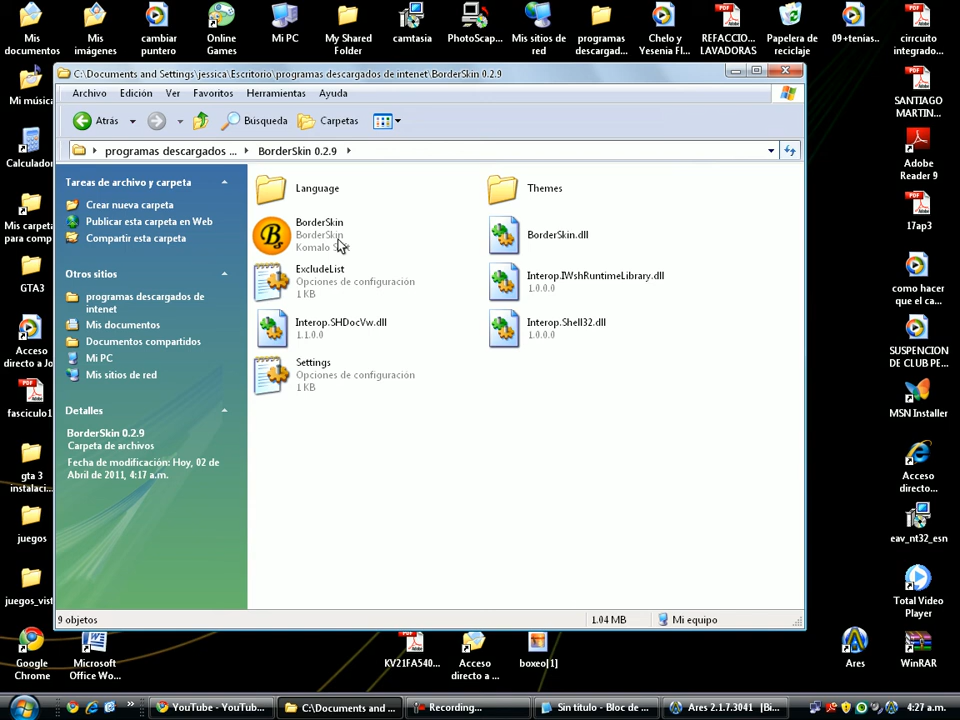 Mis documentos
Mis imágenes
cambiar puntero
Online Games
Mi PC
My Shared Folder
camtasia
PhotoScap...
Mis sitios de red
programas descargad...
Chelo y Yesenia Fl...
REFACCIO... LAVADORAS
Papelera de reciclaje
09+tenias...
cirrcuito integrado...
C:\Documents and Settings\jessica\Escritorio\programas descargados de intenet\BorderSkin 0.2.9
Archivo Edición Ver Favoritos Herramientas Ayuda
Atrás Búsqueda Carpetas
programas descargados ... BorderSkin 0.2.9
Tareas de archivo y carpeta
Crear nueva carpeta
Publicar esta carpeta en Web
Compartir esta carpeta
Otros sitios
programas descargados de intenet
Mis documentos
Documentos compartidos
Mi PC
Mis sitios de red
Detalles
BorderSkin 0.2.9
Carpeta de archivos
Fecha de modificación: Hoy, 02 de Abril de 2011, 4:17 a.m.
Language
Themes
BorderSkin
BorderSkin
Komalo
BorderSkin.dll
ExcludeList
Opciones de configuración
1 KB
Interop.IWshRuntimeLibrary.dll
1.0.0.0
Interop.SHDocVw.dll
1.1.0.0
Interop.Shell32.dll
1.0.0.0
Settings
Opciones de configuración
1 KB
9 objetos 1.04 MB Mi equipo
Mi música
Calculador
Mis carpeta para comp
GTA3
Acceso directo a Jo
fasciculo1
gta 3 instalaci...
juegos
juegos_vist
Google Chrome
Microsoft Office Wo...
KV21FA540...
Acceso directo a ...
boxeo[1]
Ares
WinRAR
SANTIAGO MARTIN...
Adobe Reader 9
17ap3
como hacer que el ca...
SUSPENCION DE CLUB PE...
MSN Installer
Acceso directo...
eav_nt32_esn
Total Video Player
YouTube - YouTub...
C:\Documents and ...
Recording...
Sin título - Bloc de ...
Ares 2.1.7.3041 [Bi...
4:27 a.m.